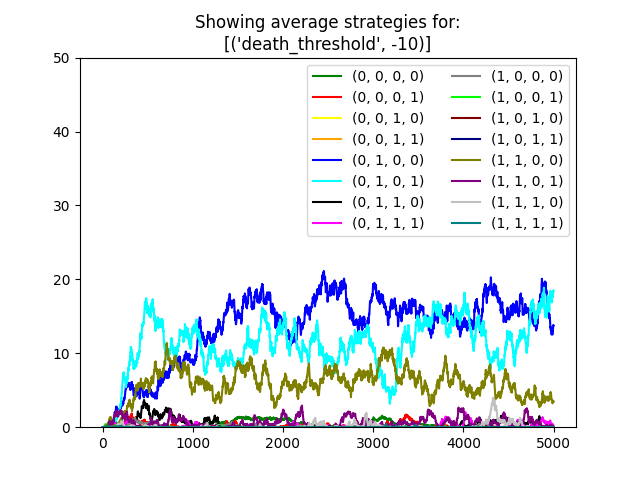 Showing average strategies for:
[('death_threshold', -10)]
50
40
30
20
10
0
(0, 0, 0, 0)
(0, 0, 0, 1)
(0, 0, 1, 0)
(0, 0, 1, 1)
(0, 1, 0, 0)
(0, 1, 0, 1)
(0, 1, 1, 0)
(0, 1, 1, 1)
(1, 0, 0, 0)
(1, 0, 0, 1)
(1, 0, 1, 0)
(1, 0, 1, 1)
(1, 1, 0, 0)
(1, 1, 0, 1)
(1, 1, 1, 0)
(1, 1, 1, 1)
0 1000 2000 3000 4000 5000